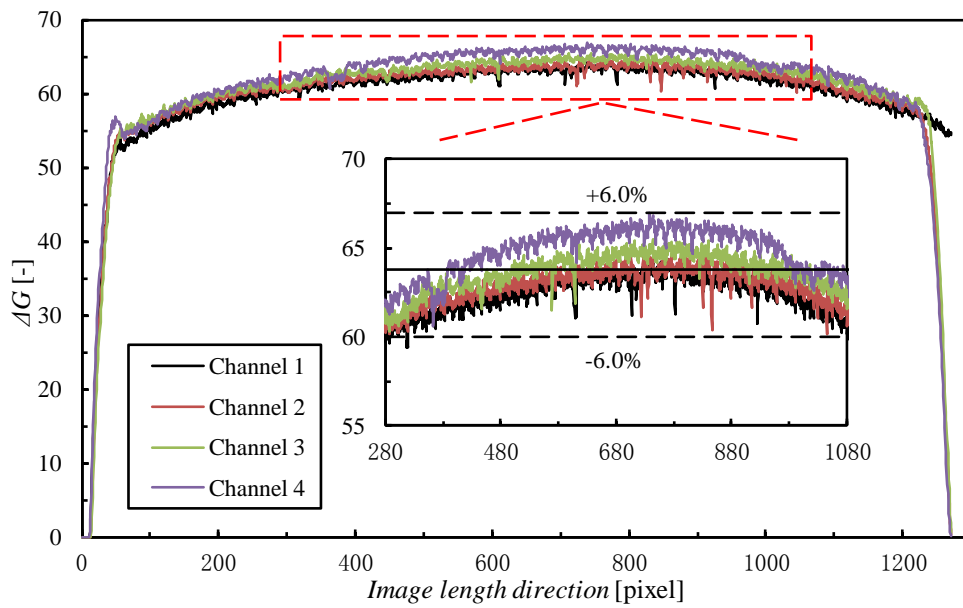 70
60
50
40
30
20
10
0
ΔG [-]
70
65
60
55
+6.0%
-6.0%
280 480 680 880 1080
Channel 1
Channel 2
Channel 3
Channel 4
0 200 400 600 800 1000 1200
Image length direction [pixel]